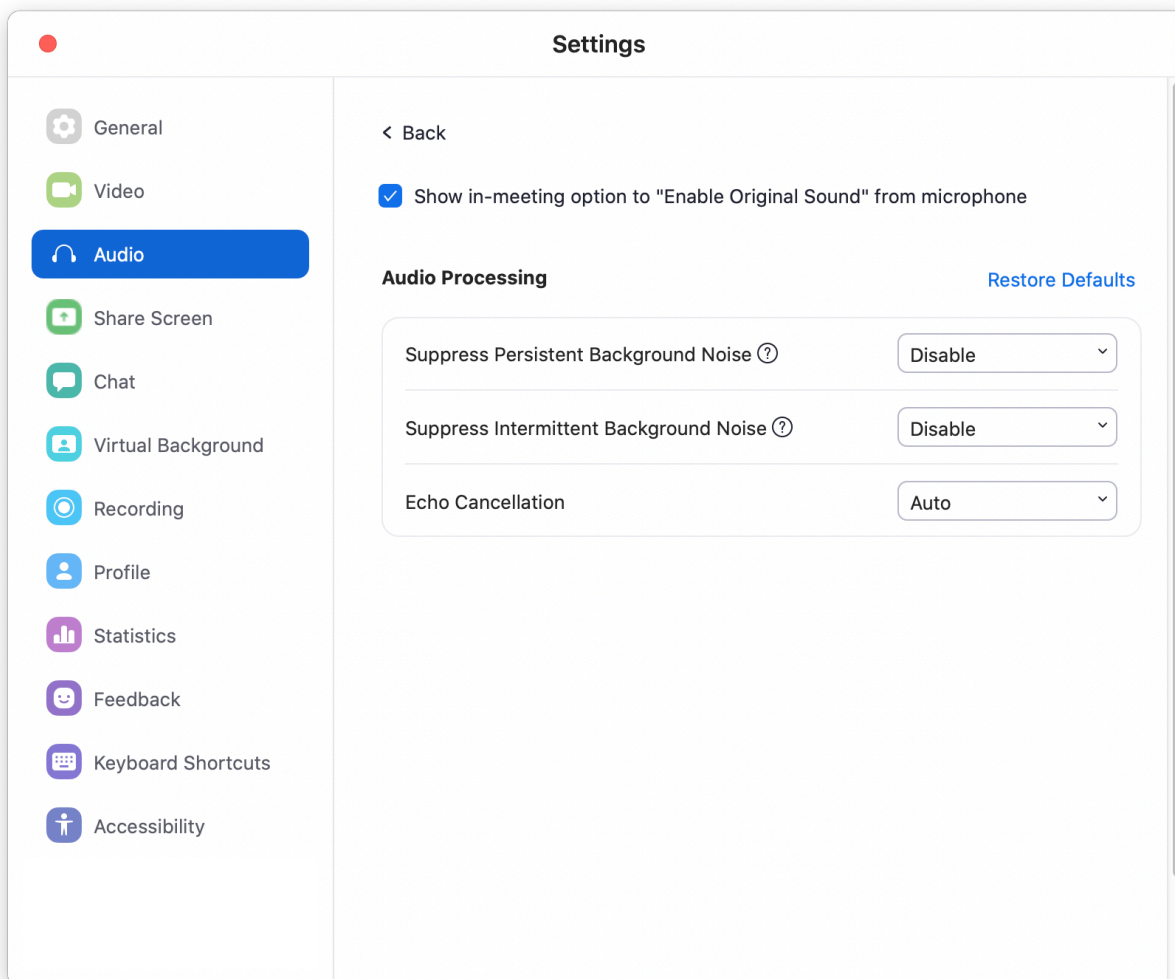 Settings
General
Video
Audio
Share Screen
Chat
Virtual Background
Recording
Profile
Statistics
Feedback
Keyboard Shortcuts
Accessibility
< Back
Show in-meeting option to "Enable Original Sound" from microphone
Audio Processing
Restore Defaults
Suppress Persistent Background Noise ? Disable
Suppress Intermittent Background Noise ? Disable
Echo Cancellation Auto